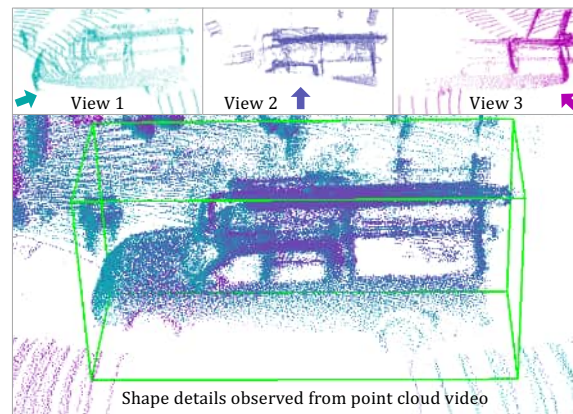 View 1
View 2
View 3
Shape details observed from point cloud video